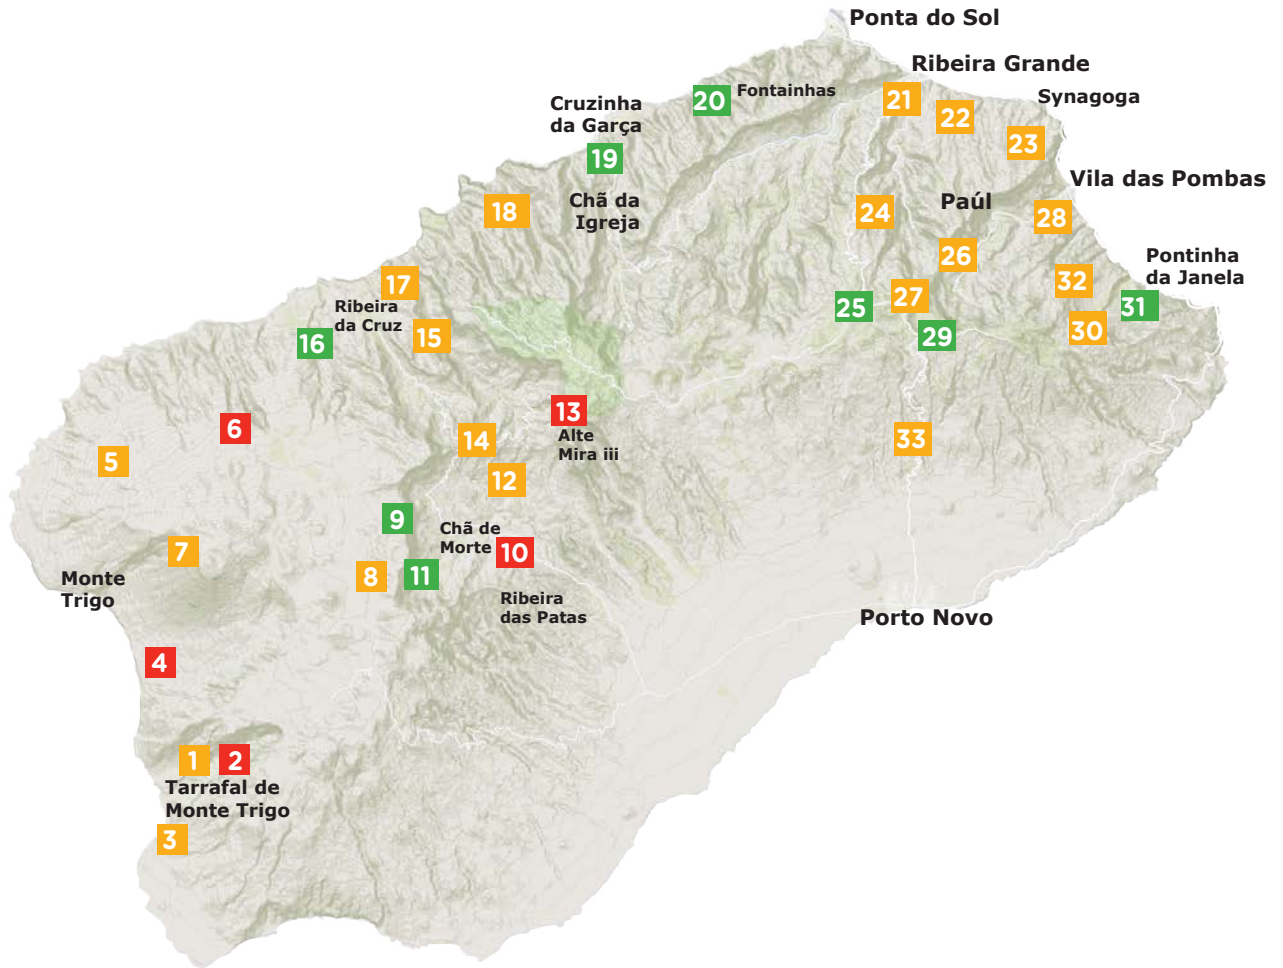 Ponta do Sol
Ribeira Grande
Fontainhas
20
21
Synagoga
Cruzinha
da Garça
22
23
19
Vila das Pombas
Chã da
Igreja
18
24
Paúl
28
26
Pontinha
da Janela
17
32
27
25
31
Ribeira
da Cruz
15
16
29
30
13
6
Alte
Mira iii
14
33
5
12
9
Chã de
Morte
10
7
8
11
Monte
Trigo
Ribeira
das Patas
Porto Novo
4
1
2
Tarrafal de
Monte Trigo
3